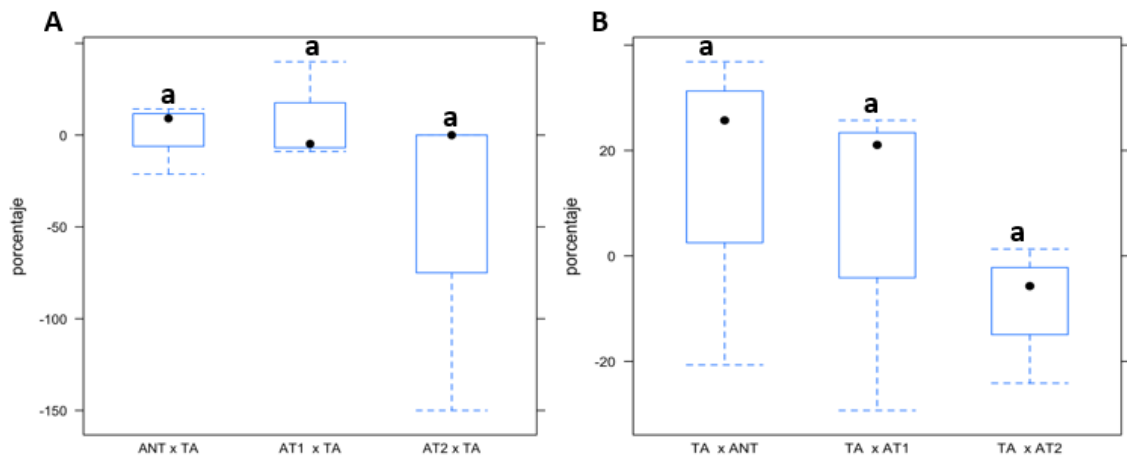 A
porcentaje
0
-50
-100
-150
a
a
a
ANT x TA
AT1 x TA
AT2 x TA
B
porcentaje
20
0
-20
a
a
a
TA x ANT
TA x AT1
TA x AT2